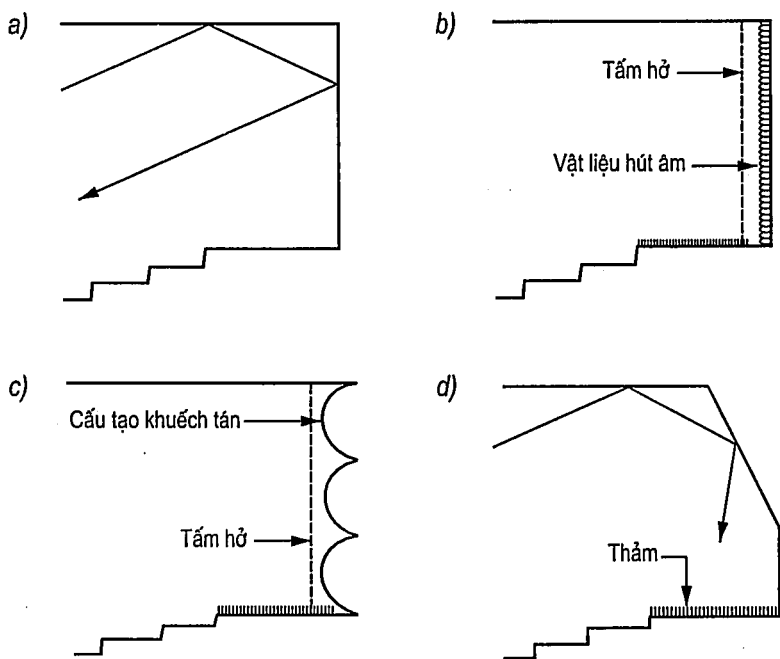 a)
b)
Tấm hở
Vật liệu hút âm
c)
Cấu tạo khuếch tán
Tấm hở
d)
Thảm